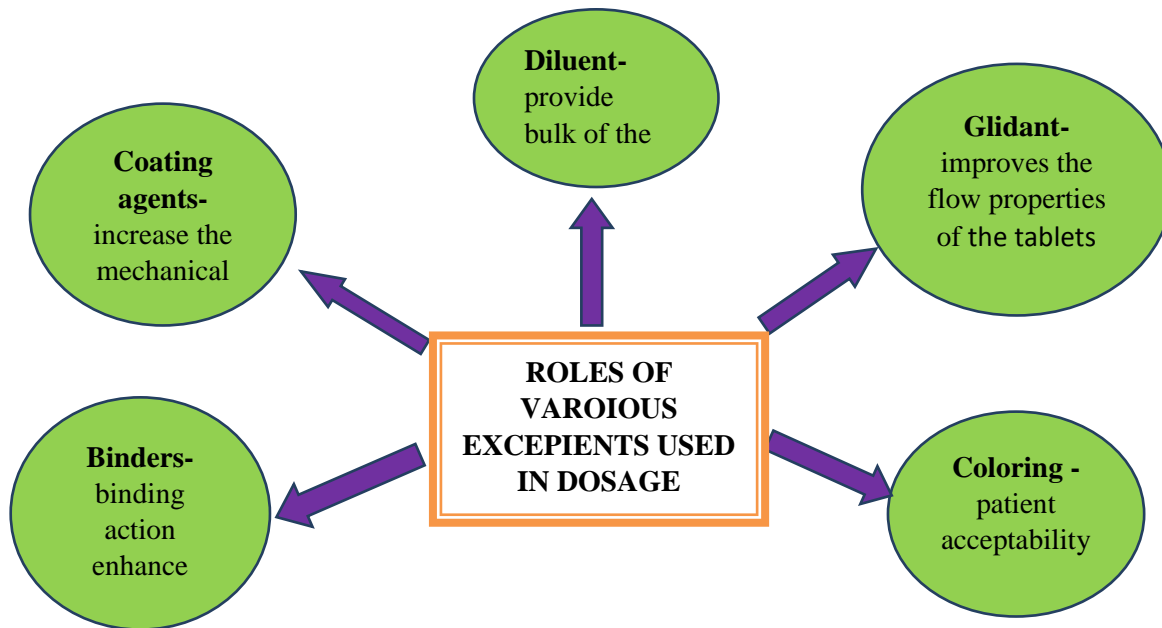 Diluent-
provide
bulk of the
Coating
agents-
increase the
mechanical
Glidant-
improves the
flow properties
of the tablets
ROLES OF
VAROIOUS
EXCEPIENTS USED
IN DOSAGE
Binders-
binding
action
enhance
Coloring -
patient
acceptability